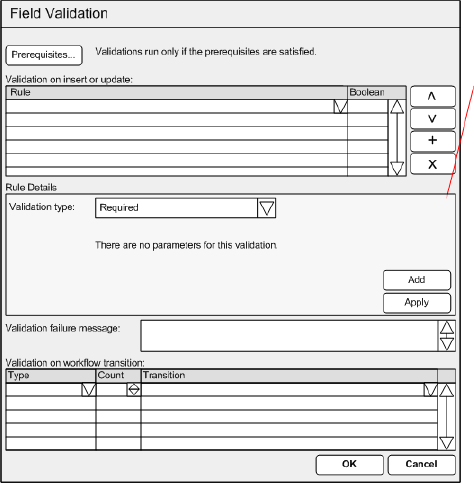 Field Validation
Prerequisites... Validations run only if the prerequisites are satisfied.
Validation on insert or update:
Rule Boolean
Rule Details
Validation type: Required
There are no parameters for this validation.
Add
Apply
Validation failure message:
Validation on workflow transition:
Type Count Transition
OK Cancel